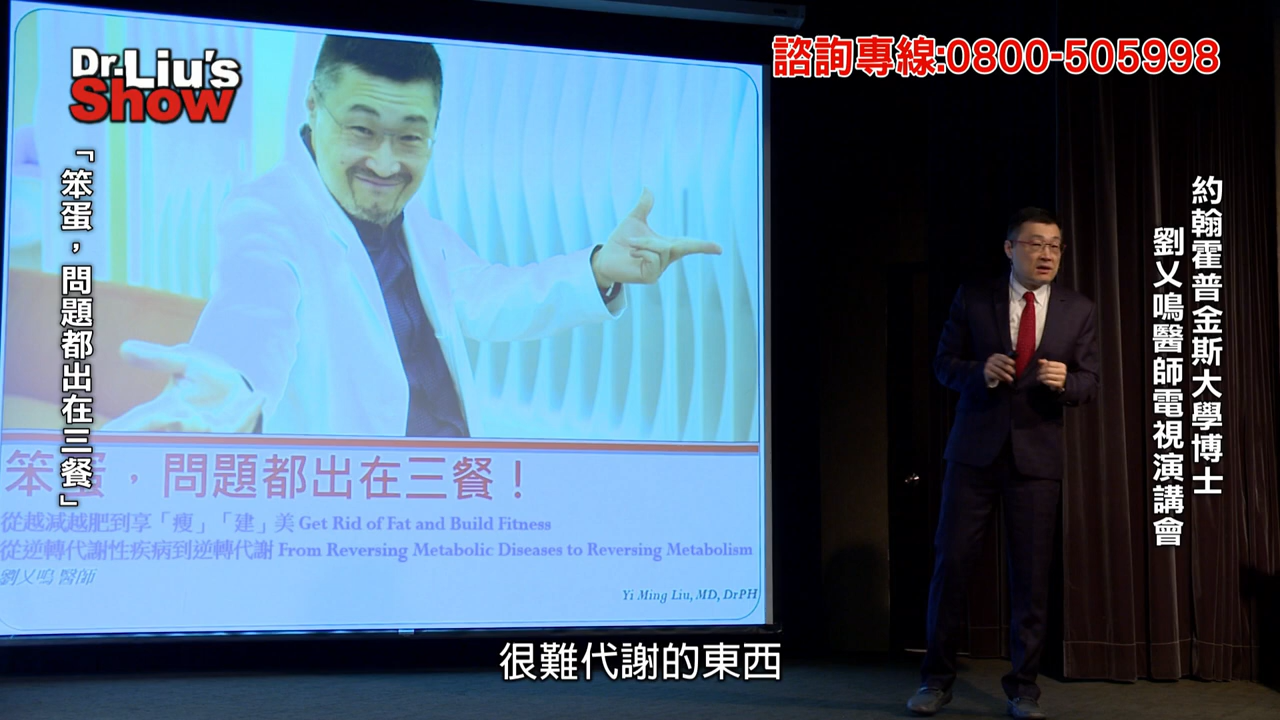 Dr.Liu's
Show
諮詢專線:0800-505998
「笨蛋，問題都出在三餐」
約翰霍普金斯大學博士
劉乂鳴醫師電視演講會
笨蛋，問題都出在三餐！
從越減越肥到享「瘦」「建」美 Get Rid of Fat and Build Fitness
從逆轉代謝性疾病到逆轉代謝 From Reversing Metabolic Diseases to Reversing Metabolism
劉乂鳴 醫師
Yi Ming Liu, MD, DrPH
很難代謝的東西